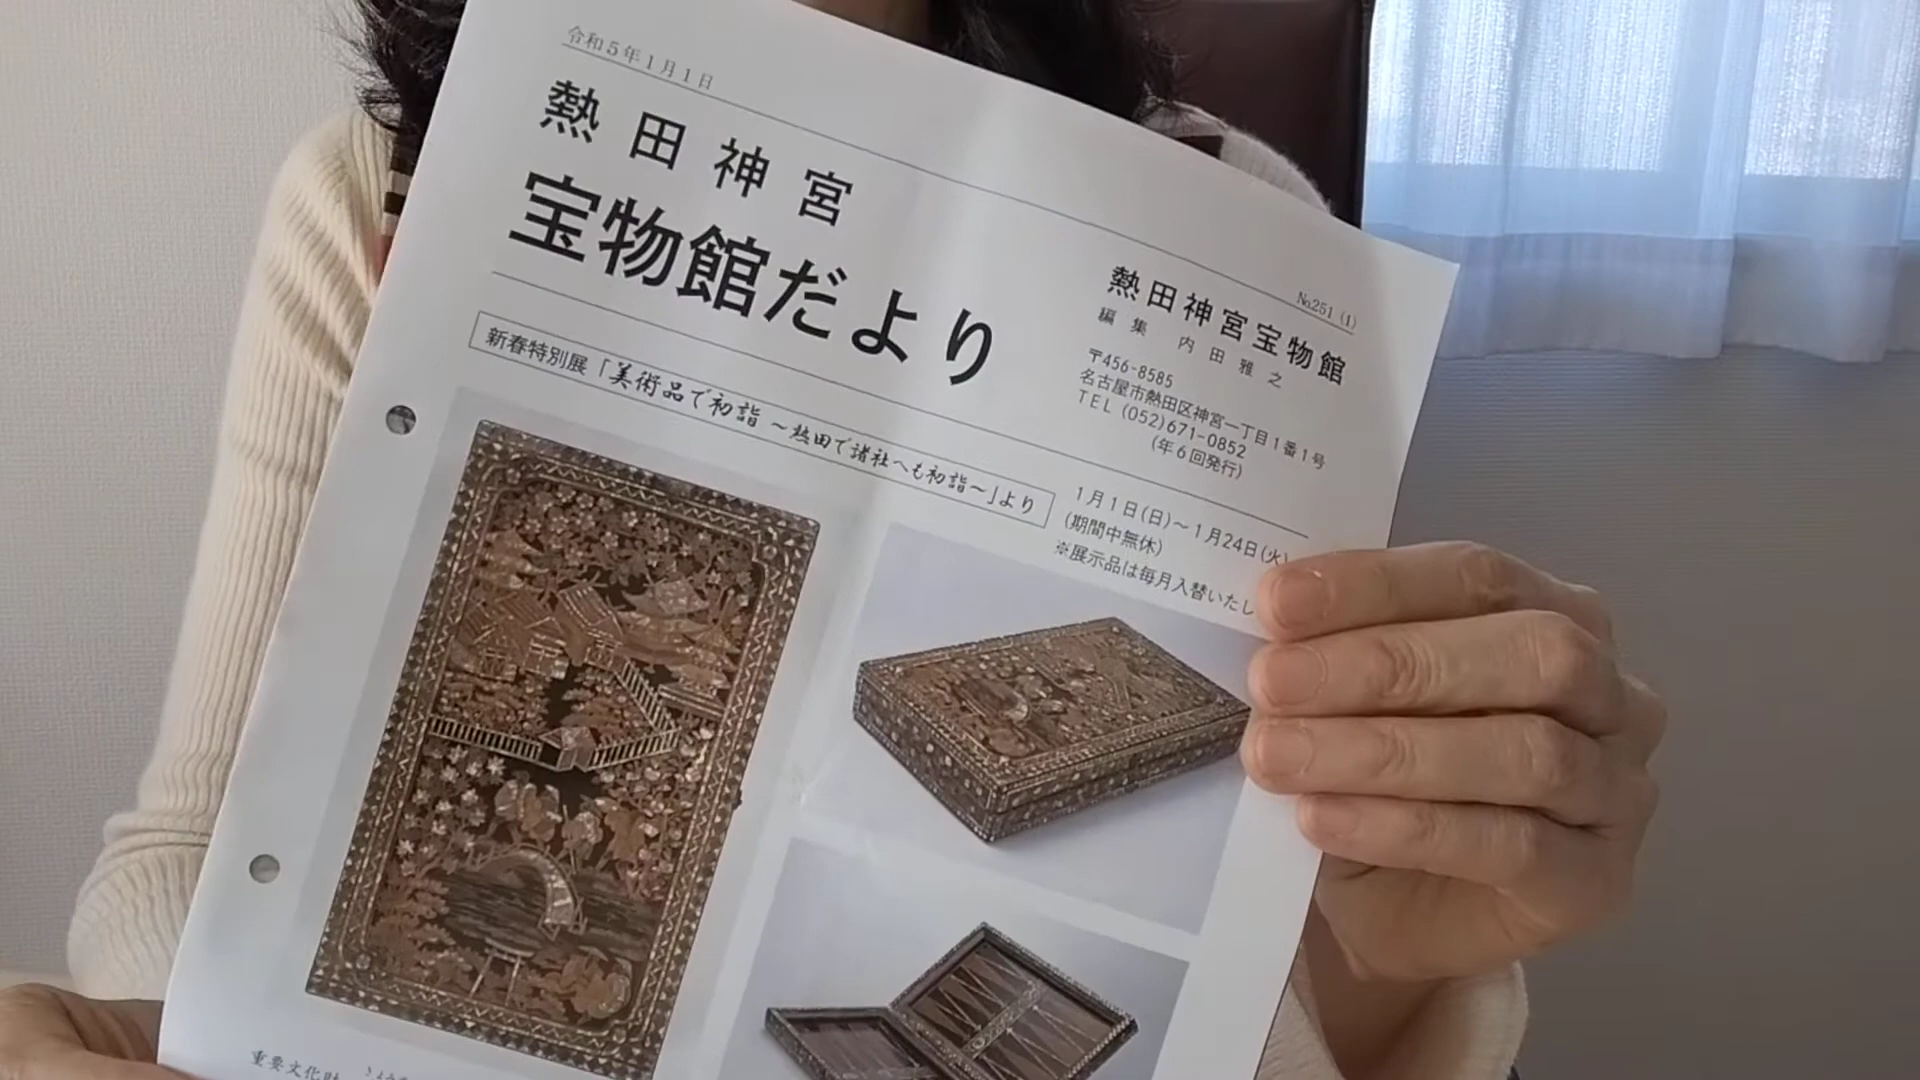 令和5年1月1日
№251 (1)
熱田神宮
宝物館だより
熱田神宮宝物館
編集 内田雅之
〒456-8585
名古屋市熱田区神宮一丁目1番1号
TEL (052)671-0852
(年6回発行)
新春特別展「美術品で初詣 〜熱田で諸社へも初詣〜」より
1月1日(日)〜1月24日(火)
(期間中無休)
※展示品は毎月入替いたし
重要文化財